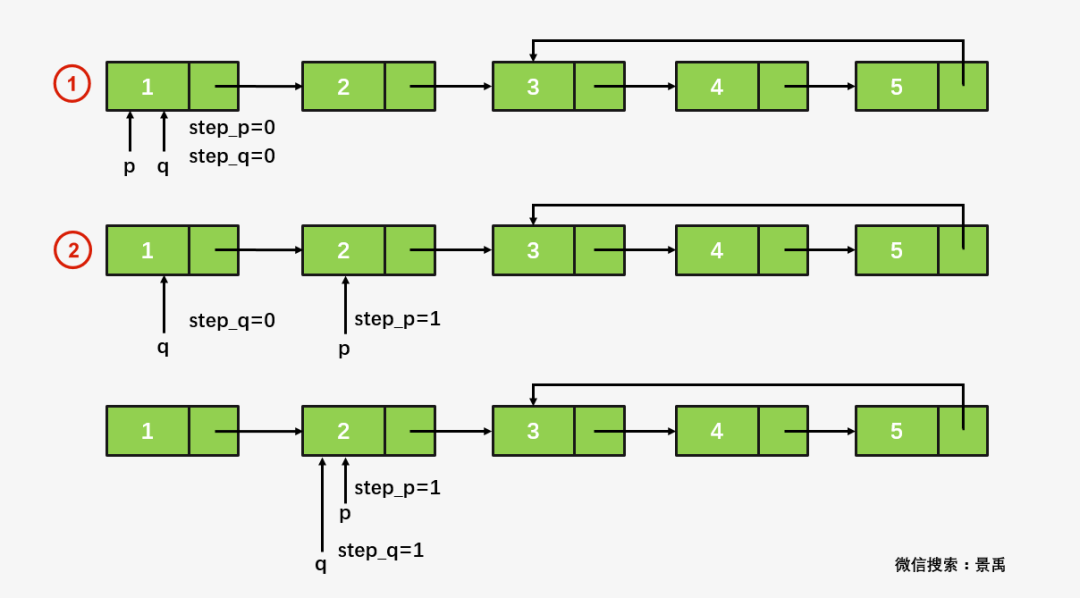 ① 1 2 3 4 5
step_p=0
step_q=0
p q
② 1 2 3 4 5
step_q=0 step_p=1
q p
1 2 3 4 5
step_p=1
p
step_q=1
q
微信搜索：景禹